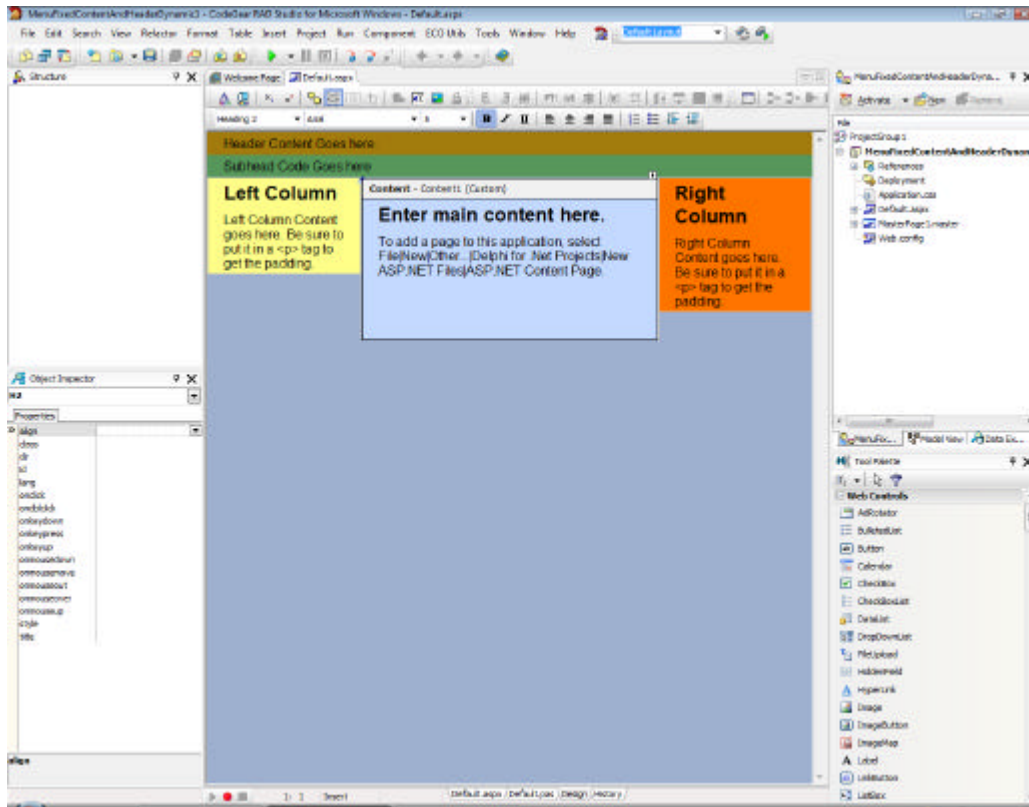 MenuFixedContentAndHeaderDynamic3 - CodeGear RAD Studio for Microsoft Windows - Default.aspx
File Edit Search View Refactor Format Table Insert Project Run Component ECO Utils Tools Window Help
Default Layout
Structure
Welcome Page Default.aspx
MenuFixedContentAndHeaderDyna...
Activate Open
Heading 2 Arial
Header Content Goes here
Subhead Code Goes here
Left Column
Left Column Content
goes here. Be sure to
put it in a <p> tag to
get the padding.
Content - Content1 (Custom)
Enter main content here.
To add a page to this application, select
File|New|Other...|Delphi for .Net Projects|New
ASP.NET Files|ASP.NET Content Page.
Right
Column
Right Column
Content goes here.
Be sure to put it in a
<p> tag to get the
padding.
File
ProjectGroup1
MenuFixedContentAndHeaderDynam
References
Deployment
Application.css
Default.aspx
MasterPage1.master
Web.config
MenuFix... Model View Data Ex...
Object Inspector
H2
Properties
align
class
dir
id
lang
onclick
ondblclick
onkeydown
onkeypress
onkeyup
onmousedown
onmousemove
onmouseout
onmouseover
onmouseup
style
title
align
Tool Palette
Web Controls
AdRotator
BulletedList
Button
Calendar
CheckBox
CheckBoxList
DataList
DropDownList
FileUpload
HiddenField
HyperLink
Image
ImageButton
ImageMap
Label
LinkButton
ListBox
1: 1 Insert
Default.aspx Default.pas Design History